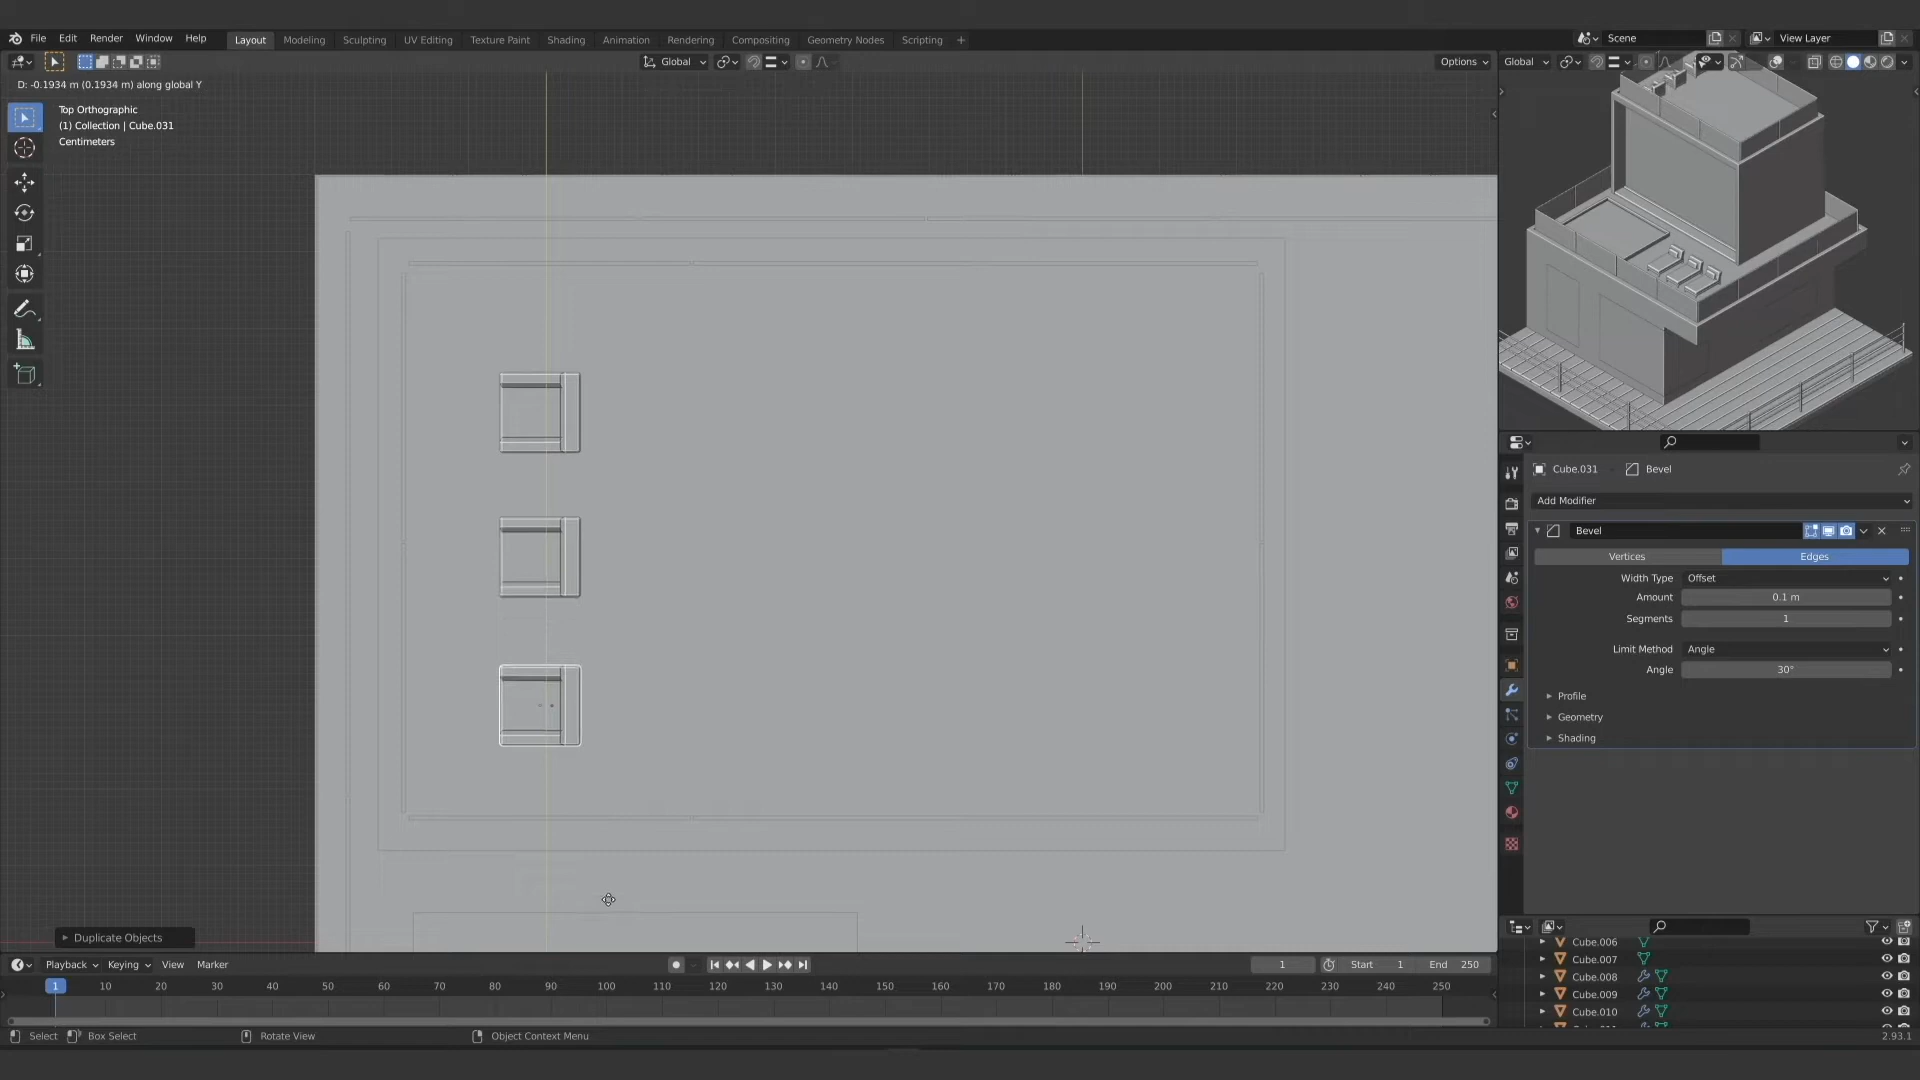 File Edit Render Window Help Layout Modeling Sculpting UV Editing Texture Paint Shading Animation Rendering Compositing Geometry Nodes Scripting + Scene View Layer
Global Options Global
D: -0.1934 m (0.1934 m) along global Y
Top Orthographic
(1) Collection | Cube.031
Centimeters
Cube.031 Bevel
Add Modifier
Bevel
Vertices Edges
Width Type Offset
Amount 0.1 m
Segments 1
Limit Method Angle
Angle 30°
Profile
Geometry
Shading
Duplicate Objects
Cube.006
Cube.007
Cube.008
Cube.009
Cube.010
Playback Keying View Marker 1 Start 1 End 250
1 10 20 30 40 50 60 70 80 90 100 110 120 130 140 150 160 170 180 190 200 210 220 230 240 250
Select Box Select Rotate View Object Context Menu 2.93.1